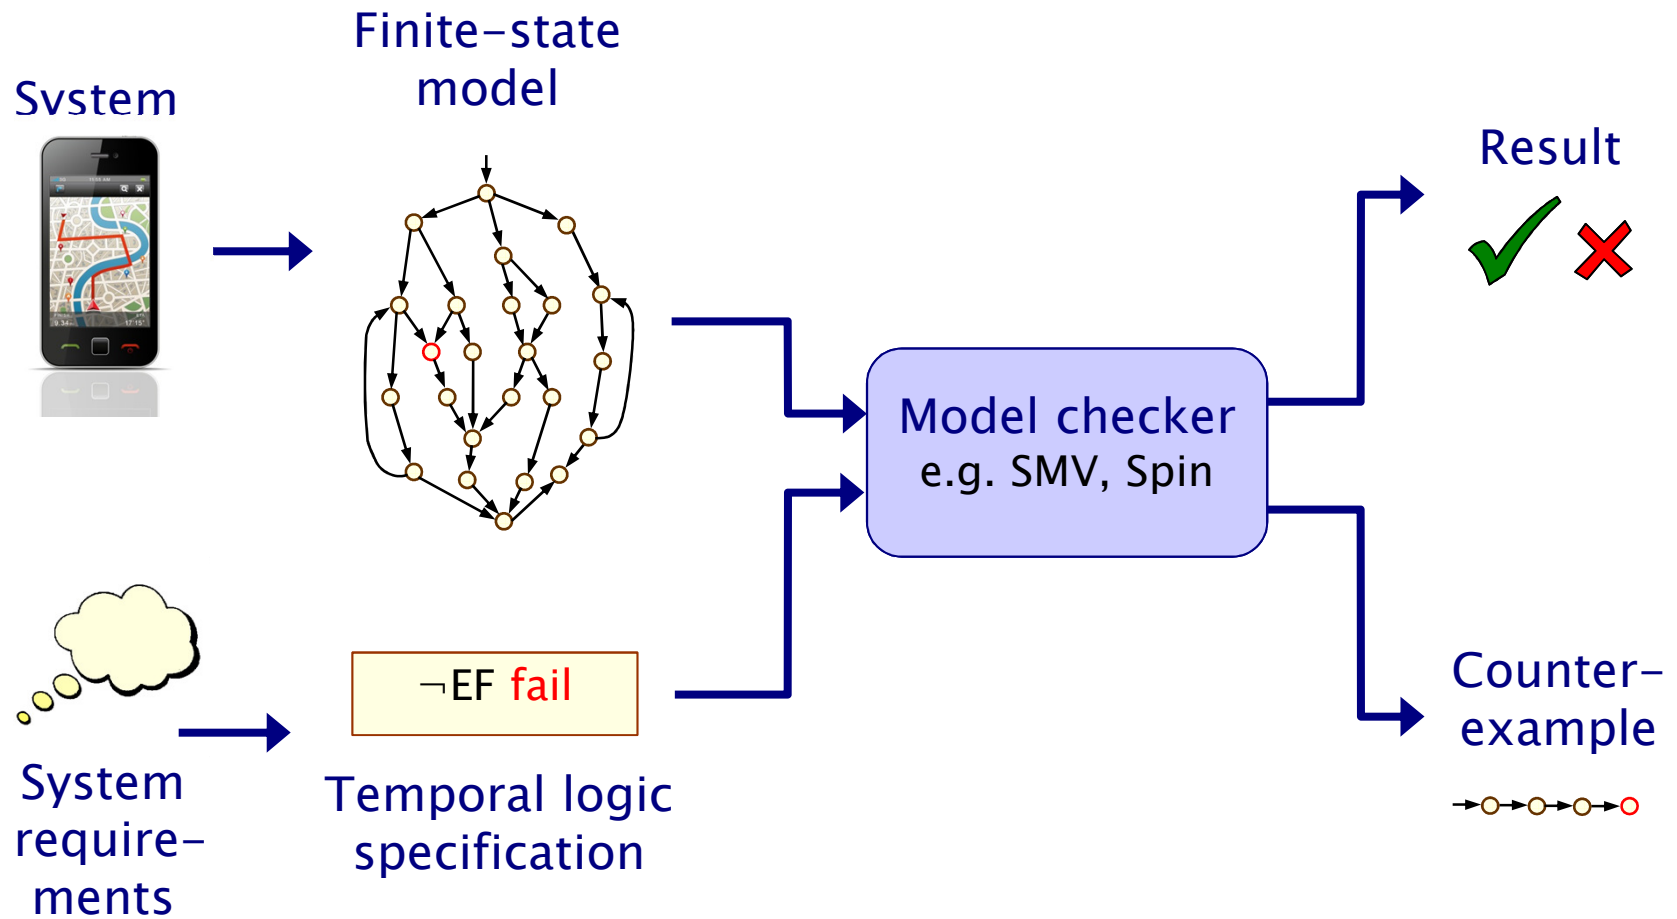 Finite-state
model
System
Result
Model checker
e.g. SMV, Spin
¬EF fail
Counter-
example
System
require-
ments
Temporal logic
specification